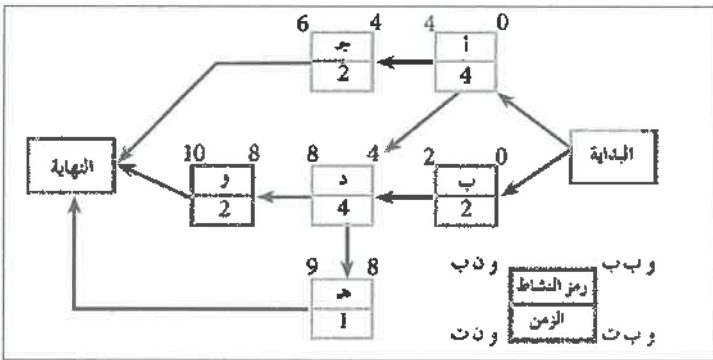 0 4 4 6
أ جـ
4 2
البداية
0 2 4 8 8 10
ب د و
2 4 2
النهاية
8 9
هـ
1
و ب ب و ن ب
رمز النشاط
الزمن
و ب ت و ن ت